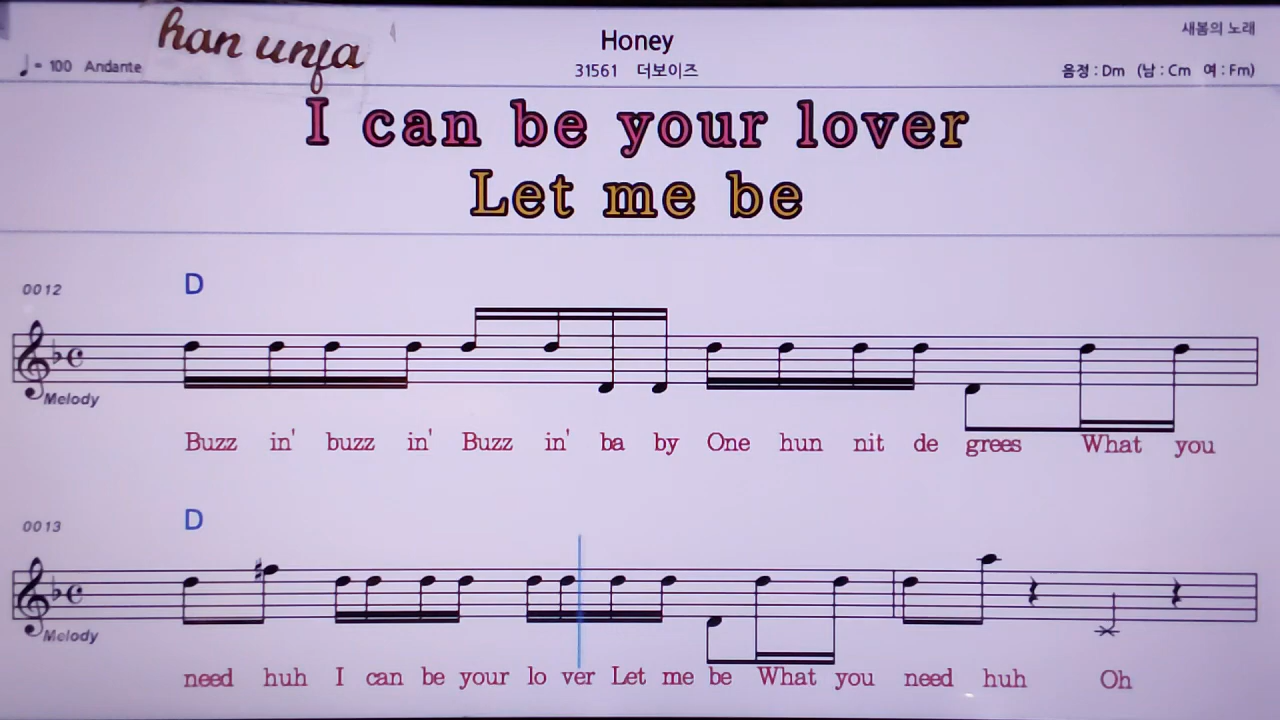 han unfa
Honey
새봄의 노래
♩= 100 Andante
31561 더보이즈
음정 : Dm (남 : Cm 여 : Fm)
I can be your lover
Let me be
0012
D
Melody
Buzz in' buzz in' Buzz in' ba by One hun nit de grees What you
0013
D
Melody
need huh I can be your lo ver Let me be What you need huh Oh